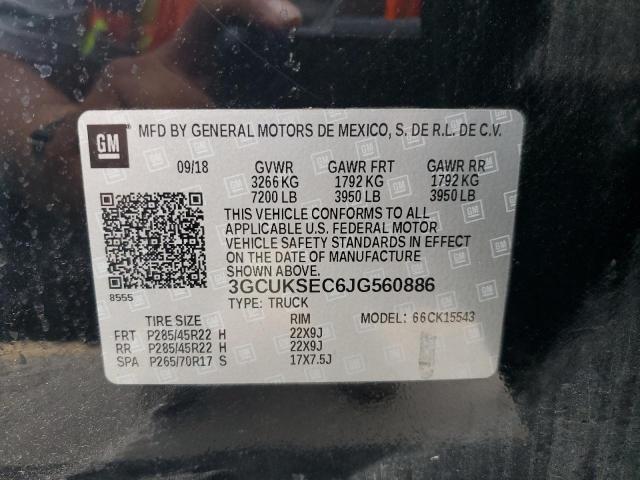 GM® MFD BY GENERAL MOTORS DE MEXICO, S. DE R.L. DE C.V.
09/18 GVWR GAWR FRT GAWR RR
3266 KG 1792 KG 1792 KG
7200 LB 3950 LB 3950 LB
THIS VEHICLE CONFORMS TO ALL
APPLICABLE U.S. FEDERAL MOTOR
VEHICLE SAFETY STANDARDS IN EFFECT
ON THE DATE OF MANUFACTURE
SHOWN ABOVE.
8555 3GCUKSEC6JG560886
TYPE: TRUCK
TIRE SIZE RIM MODEL: 66CK15543
FRT P285/45R22 H 22X9J
RR P285/45R22 H 22X9J
SPA P265/70R17 S 17X7.5J